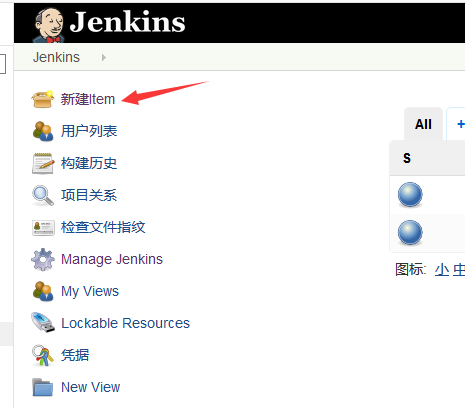 Jenkins
Jenkins
新建Item
用户列表
构建历史
项目关系
检查文件指纹
Manage Jenkins
My Views
Lockable Resources
凭据
New View
All +
S
图标: 小 中